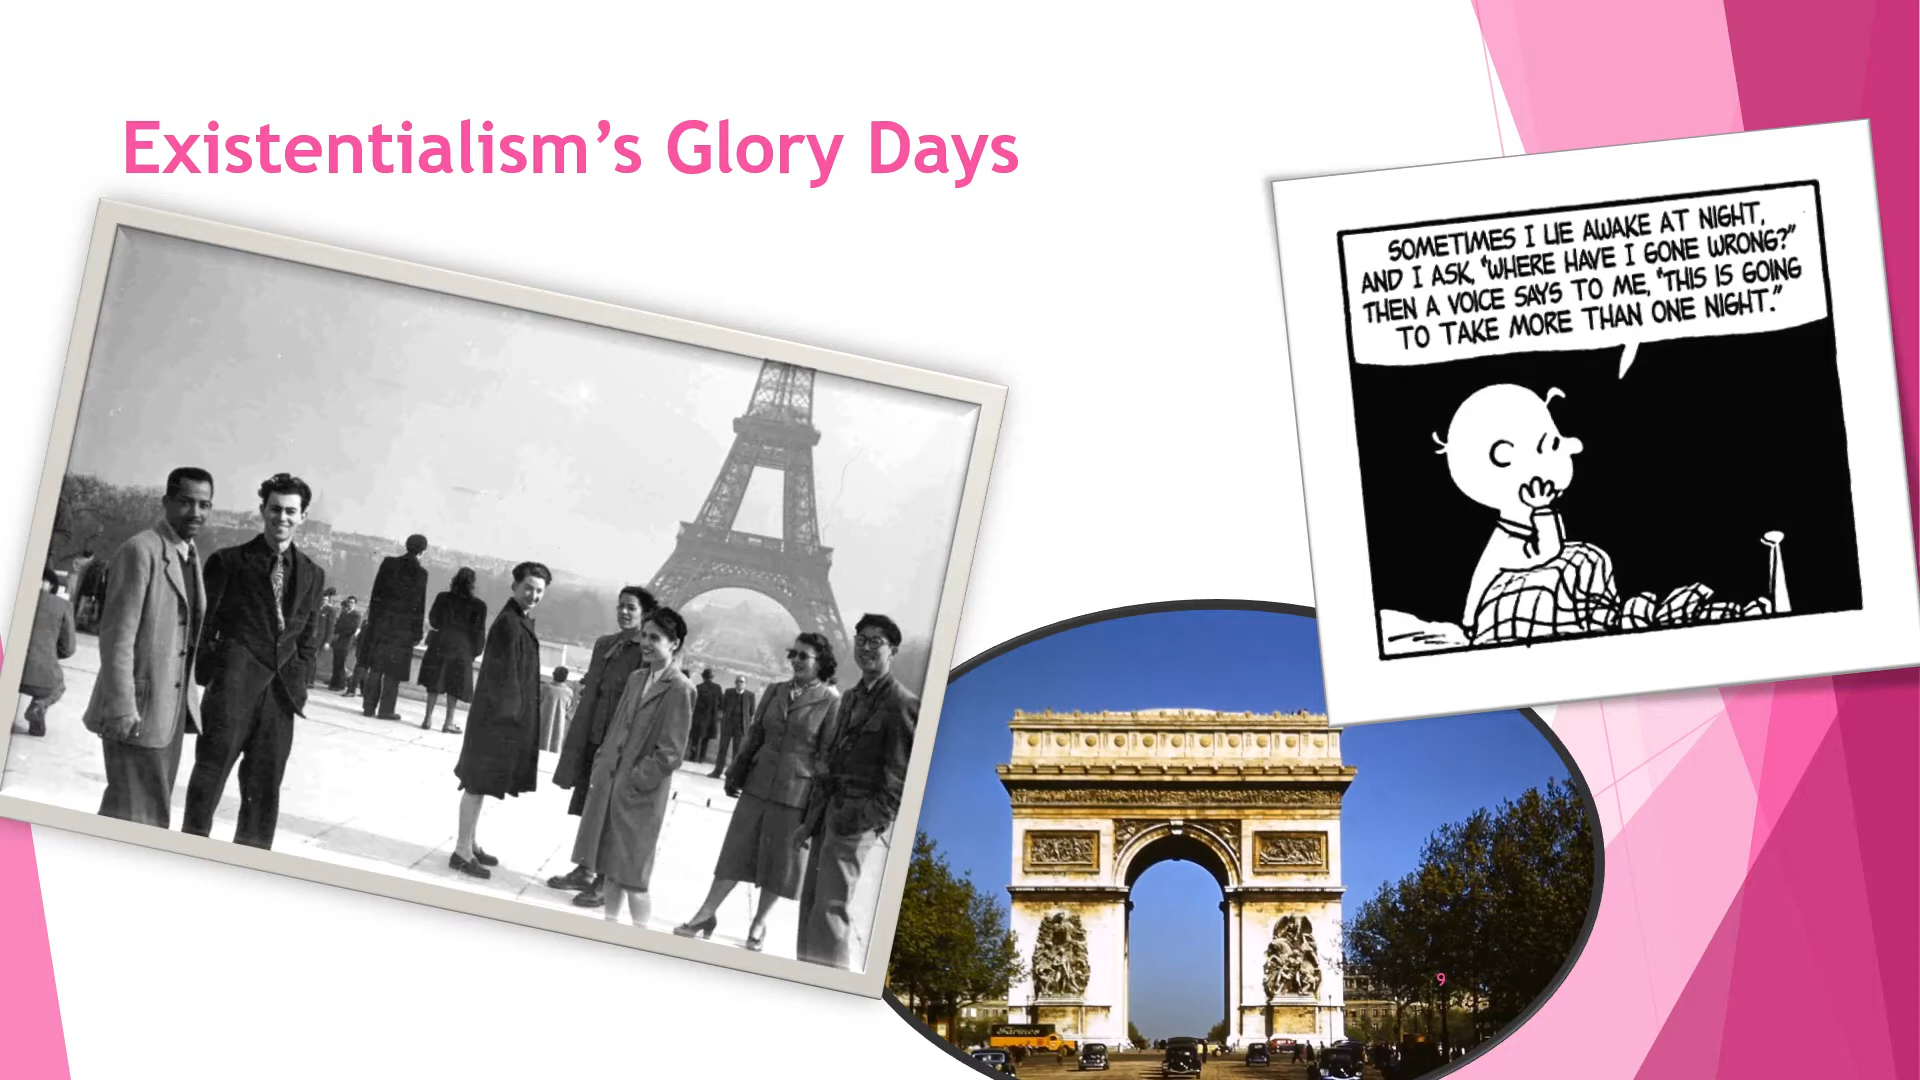 Existentialism’s Glory Days
SOMETIMES I LIE AWAKE AT NIGHT,
AND I ASK, "WHERE HAVE I GONE WRONG?"
THEN A VOICE SAYS TO ME, "THIS IS GOING
TO TAKE MORE THAN ONE NIGHT."
9